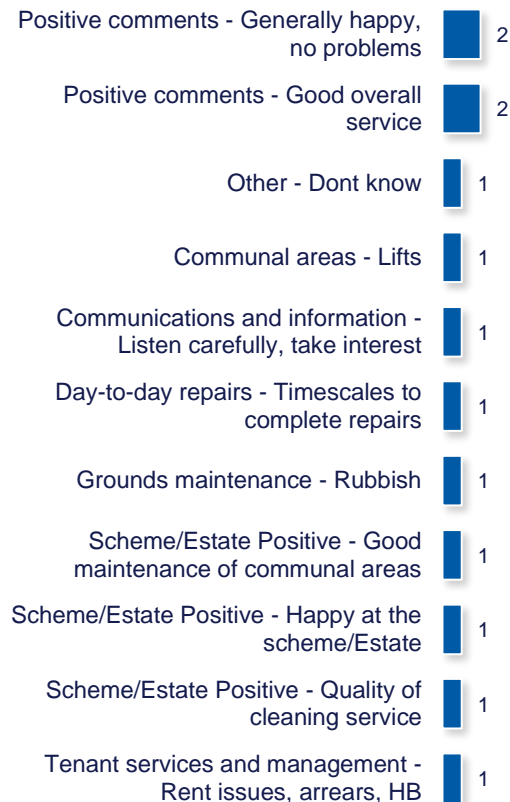 Positive comments - Generally happy,
no problems
2
Positive comments - Good overall
service
2
Other - Dont know
1
Communal areas - Lifts
1
Communications and information -
Listen carefully, take interest
1
Day-to-day repairs - Timescales to
complete repairs
1
Grounds maintenance - Rubbish
1
Scheme/Estate Positive - Good
maintenance of communal areas
1
Scheme/Estate Positive - Happy at the
scheme/Estate
1
Scheme/Estate Positive - Quality of
cleaning service
1
Tenant services and management -
Rent issues, arrears, HB
1